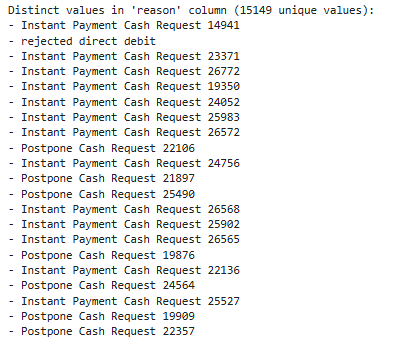 Distinct values in 'reason' column (15149 unique values):
- Instant Payment Cash Request 14941
- rejected direct debit
- Instant Payment Cash Request 23371
- Instant Payment Cash Request 26772
- Instant Payment Cash Request 19350
- Instant Payment Cash Request 24052
- Instant Payment Cash Request 25983
- Instant Payment Cash Request 26572
- Postpone Cash Request 22106
- Instant Payment Cash Request 24756
- Postpone Cash Request 21897
- Postpone Cash Request 25490
- Instant Payment Cash Request 26568
- Instant Payment Cash Request 25902
- Instant Payment Cash Request 26565
- Postpone Cash Request 19876
- Instant Payment Cash Request 22136
- Postpone Cash Request 24564
- Instant Payment Cash Request 25527
- Postpone Cash Request 19909
- Postpone Cash Request 22357